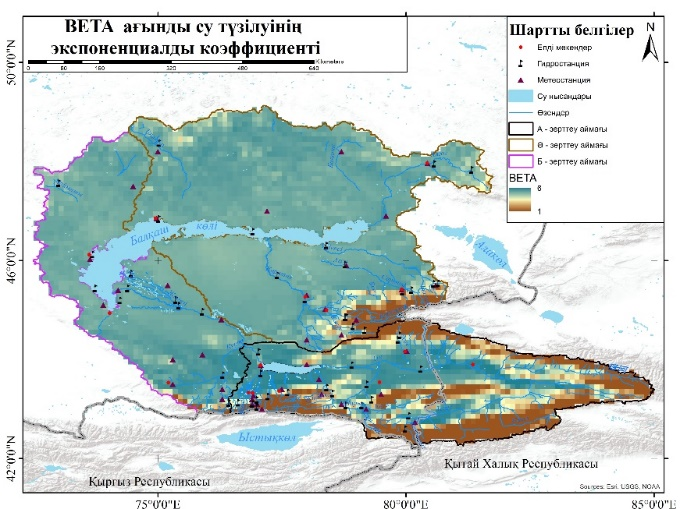 BETA ағынды су түзілуінің
экспоненциалды коэффициенті
0 80 160 320 480 640 Kilometers
Шартты белгілер
Елді мекендер
Гидростанция
Метеостанция
Су нысандары
Өзендер
А - зерттеу аймағы
Ә - зерттеу аймағы
Б - зерттеу аймағы
BETA
6
1
N
50°0'0"N
46°0'0"N
42°0'0"N
Балқаш көлі
Алакөл
Ыстықкөл
Қытай Халық Республикасы
Қырғыз Республикасы
Sources: Esri, USGS, NOAA
75°0'0"E 80°0'0"E 85°0'0"E